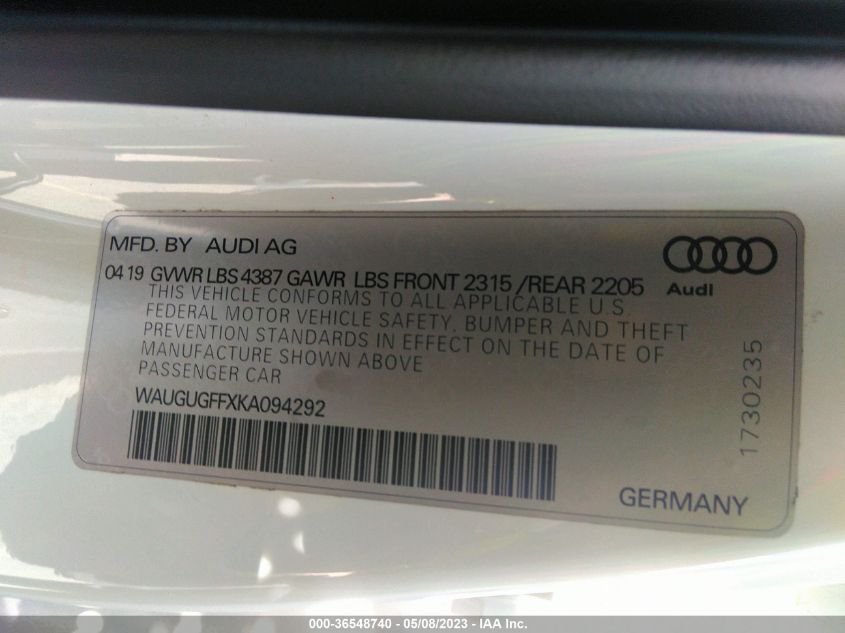 MFD. BY AUDI AG
04 19 GVWR LBS 4387 GAWR LBS FRONT 2315 /REAR 2205
Audi
THIS VEHICLE CONFORMS TO ALL APPLICABLE U.S.
FEDERAL MOTOR VEHICLE SAFETY, BUMPER AND THEFT
PREVENTION STANDARDS IN EFFECT ON THE DATE OF
MANUFACTURE SHOWN ABOVE
PASSENGER CAR
WAUGUGFFXKA094292
1730235
GERMANY
000-36548740 - 05/08/2023 - IAA Inc.